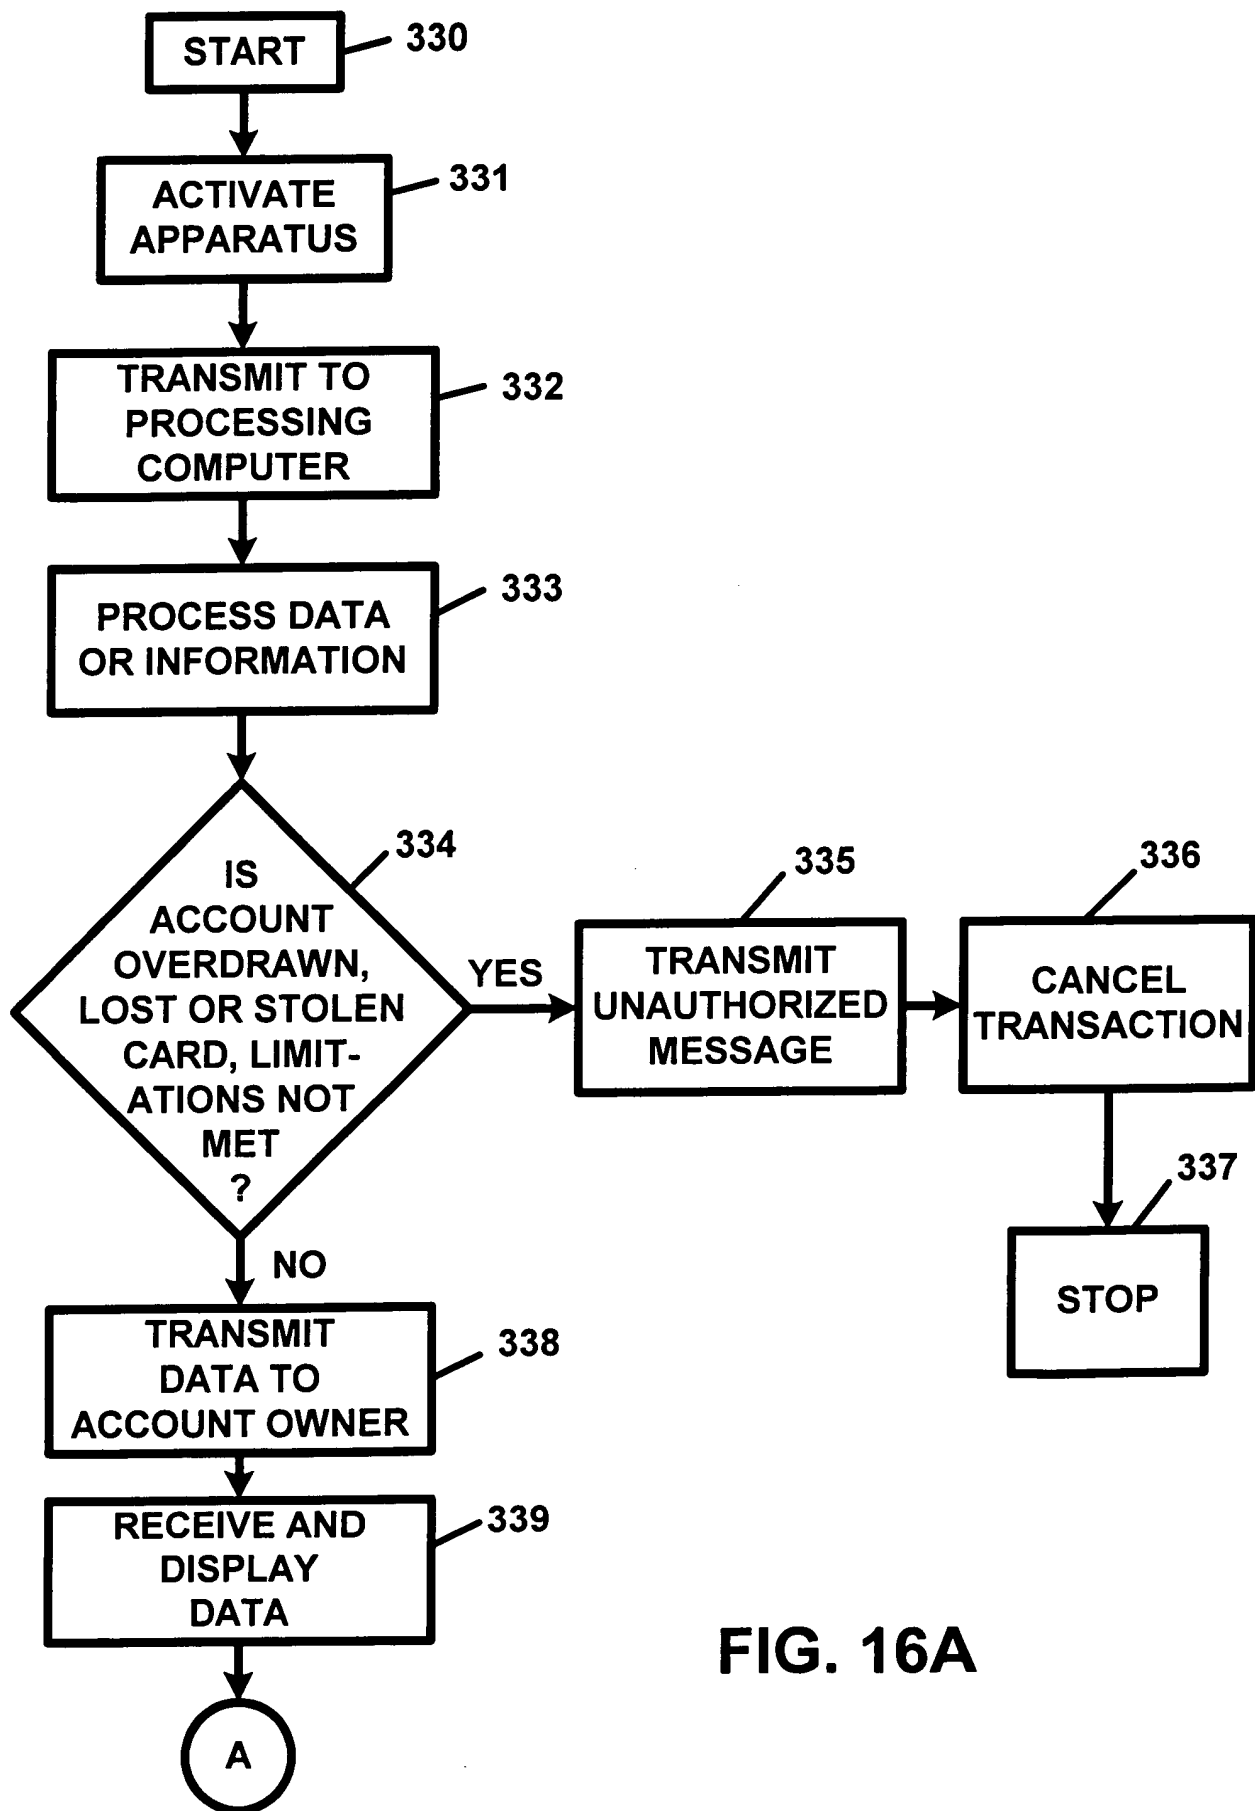 START
330
ACTIVATE
APPARATUS
331
TRANSMIT TO
PROCESSING
COMPUTER
332
PROCESS DATA
OR INFORMATION
333
IS
ACCOUNT
OVERDRAWN,
LOST OR STOLEN
CARD, LIMIT-
ATIONS NOT
MET
?
334
YES
TRANSMIT
UNAUTHORIZED
MESSAGE
335
CANCEL
TRANSACTION
336
STOP
337
NO
TRANSMIT
DATA TO
ACCOUNT OWNER
338
RECEIVE AND
DISPLAY
DATA
339
A
FIG. 16A